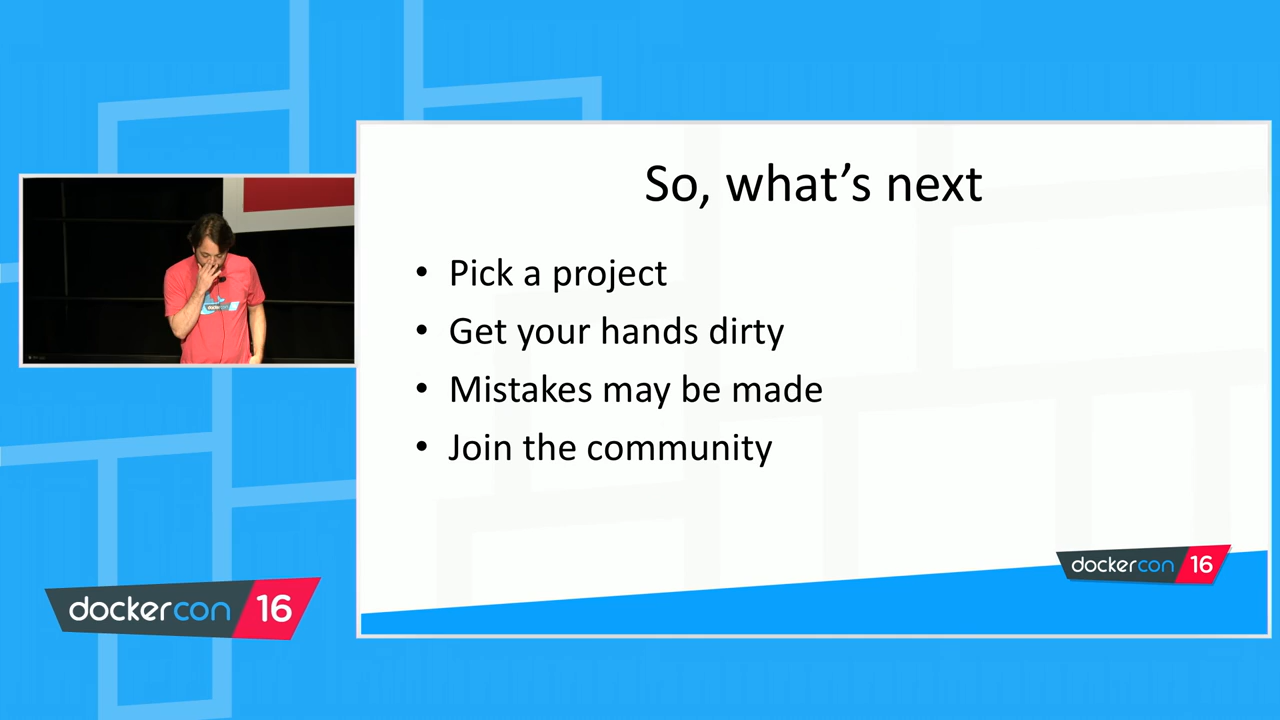 So, what's next
• Pick a project
• Get your hands dirty
• Mistakes may be made
• Join the community
dockercon 16
dockercon 16